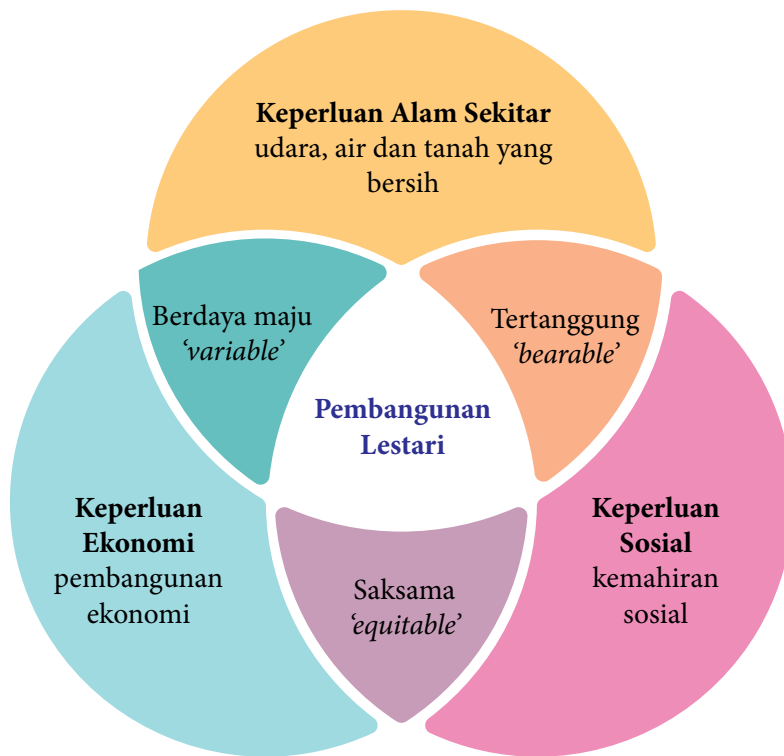 Keperluan Alam Sekitar
udara, air dan tanah yang
bersih
Berdaya maju
‘variable’
Tertanggung
‘bearable’
Pembangunan
Lestari
Keperluan
Ekonomi
pembangunan
ekonomi
Keperluan
Sosial
kemahiran
sosial
Saksama
‘equitable’